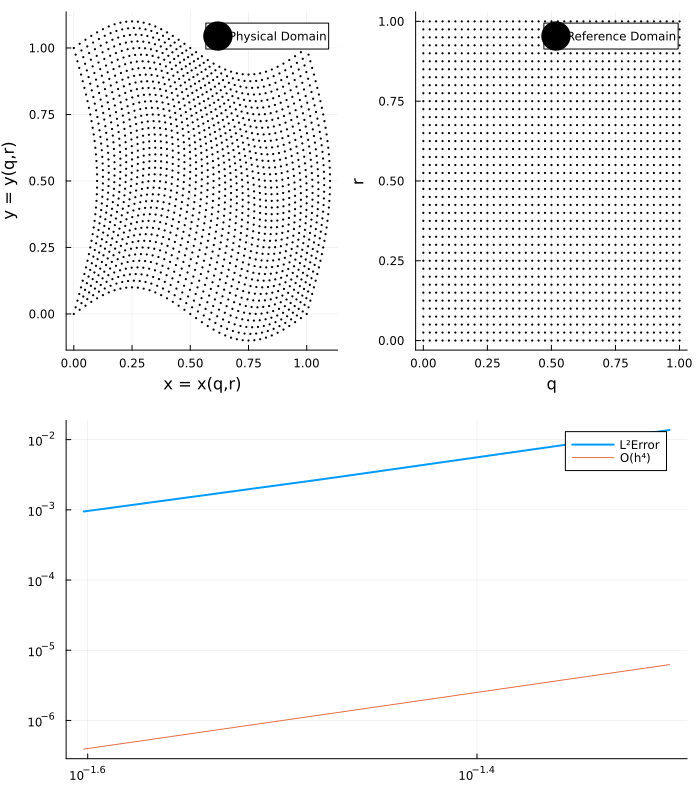 Physical Domain
1.00
0.75
0.50
0.25
0.00
y = y(q,r)
0.00 0.25 0.50 0.75 1.00
x = x(q,r)
Reference Domain
1.00
0.75
0.50
0.25
0.00
r
0.00 0.25 0.50 0.75 1.00
q
L²Error
O(h⁴)
10⁻²
10⁻³
10⁻⁴
10⁻⁵
10⁻⁶
10⁻¹·⁶ 10⁻¹·⁴